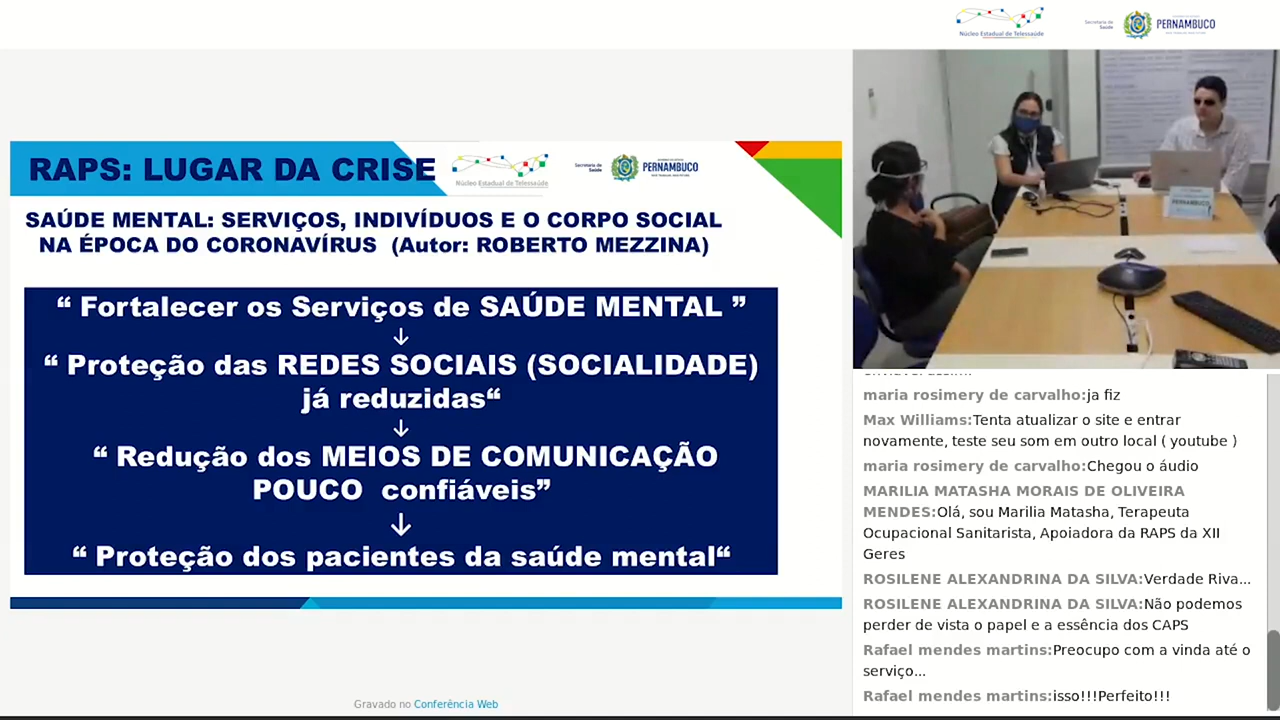 Núcleo Estadual de Telessaúde
Secretaria de
Saúde
PERNAMBUCO
RAPS: LUGAR DA CRISE
Núcleo Estadual de Telessaúde
Secretaria de
Saúde
PERNAMBUCO
SAÚDE MENTAL: SERVIÇOS, INDIVÍDUOS E O CORPO SOCIAL
NA ÉPOCA DO CORONAVÍRUS (Autor: ROBERTO MEZZINA)
“ Fortalecer os Serviços de SAÚDE MENTAL ”
↓
“ Proteção das REDES SOCIAIS (SOCIALIDADE)
já reduzidas“
↓
“ Redução dos MEIOS DE COMUNICAÇÃO
POUCO confiáveis”
↓
“ Proteção dos pacientes da saúde mental“
Gravado no Conferência Web
PERNAMBUCO
maria rosimery de carvalho:ja fiz
Max Williams:Tenta atualizar o site e entrar
novamente, teste seu som em outro local ( youtube )
maria rosimery de carvalho:Chegou o áudio
MARILIA MATASHA MORAIS DE OLIVEIRA
MENDES:Olá, sou Marilia Matasha, Terapeuta
Ocupacional Sanitarista, Apoiadora da RAPS da XII
Geres
ROSILENE ALEXANDRINA DA SILVA:Verdade Riva...
ROSILENE ALEXANDRINA DA SILVA:Não podemos
perder de vista o papel e a essência dos CAPS
Rafael mendes martins:Preocupo com a vinda até o
serviço...
Rafael mendes martins:isso!!!Perfeito!!!